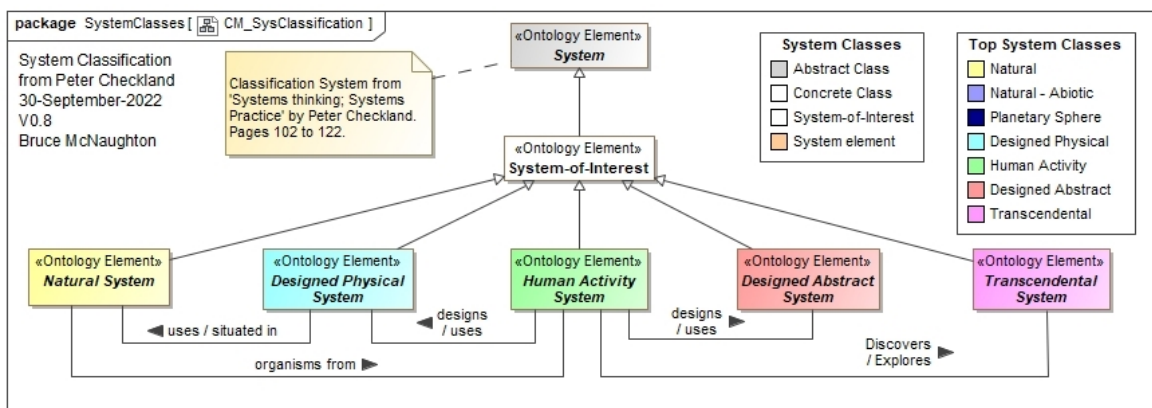 package SystemClasses [ CM_SysClassification ]
System Classification
from Peter Checkland
30-September-2022
V0.8
Bruce McNaughton
Classification System from
'Systems thinking; Systems
Practice' by Peter Checkland.
Pages 102 to 122.
«Ontology Element»
System
System Classes
Abstract Class
Concrete Class
System-of-Interest
System element
Top System Classes
Natural
Natural - Abiotic
Planetary Sphere
Designed Physical
Human Activity
Designed Abstract
Transcendental
«Ontology Element»
System-of-Interest
«Ontology Element»
Natural System
«Ontology Element»
Designed Physical
System
«Ontology Element»
Human Activity
System
«Ontology Element»
Designed Abstract
System
«Ontology Element»
Transcendental
System
uses / situated in
designs
/ uses
designs
/ uses
organisms from
Discovers
/ Explores